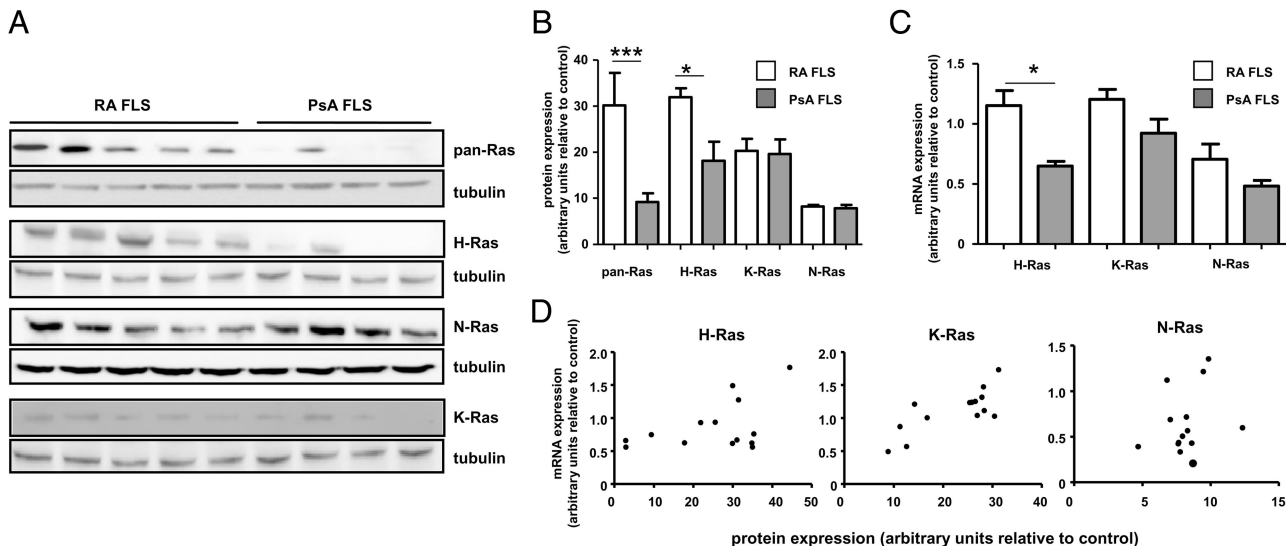 A
RA FLS
PsA FLS
pan-Ras
tubulin
H-Ras
tubulin
N-Ras
tubulin
K-Ras
tubulin
B
protein expression
(arbitrary units relative to control)
40
30
20
10
0
***
*
RA FLS
PsA FLS
pan-Ras
H-Ras
K-Ras
N-Ras
C
mRNA expression
(arbitrary units relative to control)
1.5
1.0
0.5
0
*
RA FLS
PsA FLS
H-Ras
K-Ras
N-Ras
D
mRNA expression
(arbitrary units relative to control)
H-Ras
2.0
1.5
1.0
0.5
0.0
0 10 20 30 40 50
K-Ras
2.0
1.5
1.0
0.5
0.0
0 10 20 30 40
N-Ras
1.5
1.0
0.5
0.0
0 5 10 15
protein expression (arbitrary units relative to control)